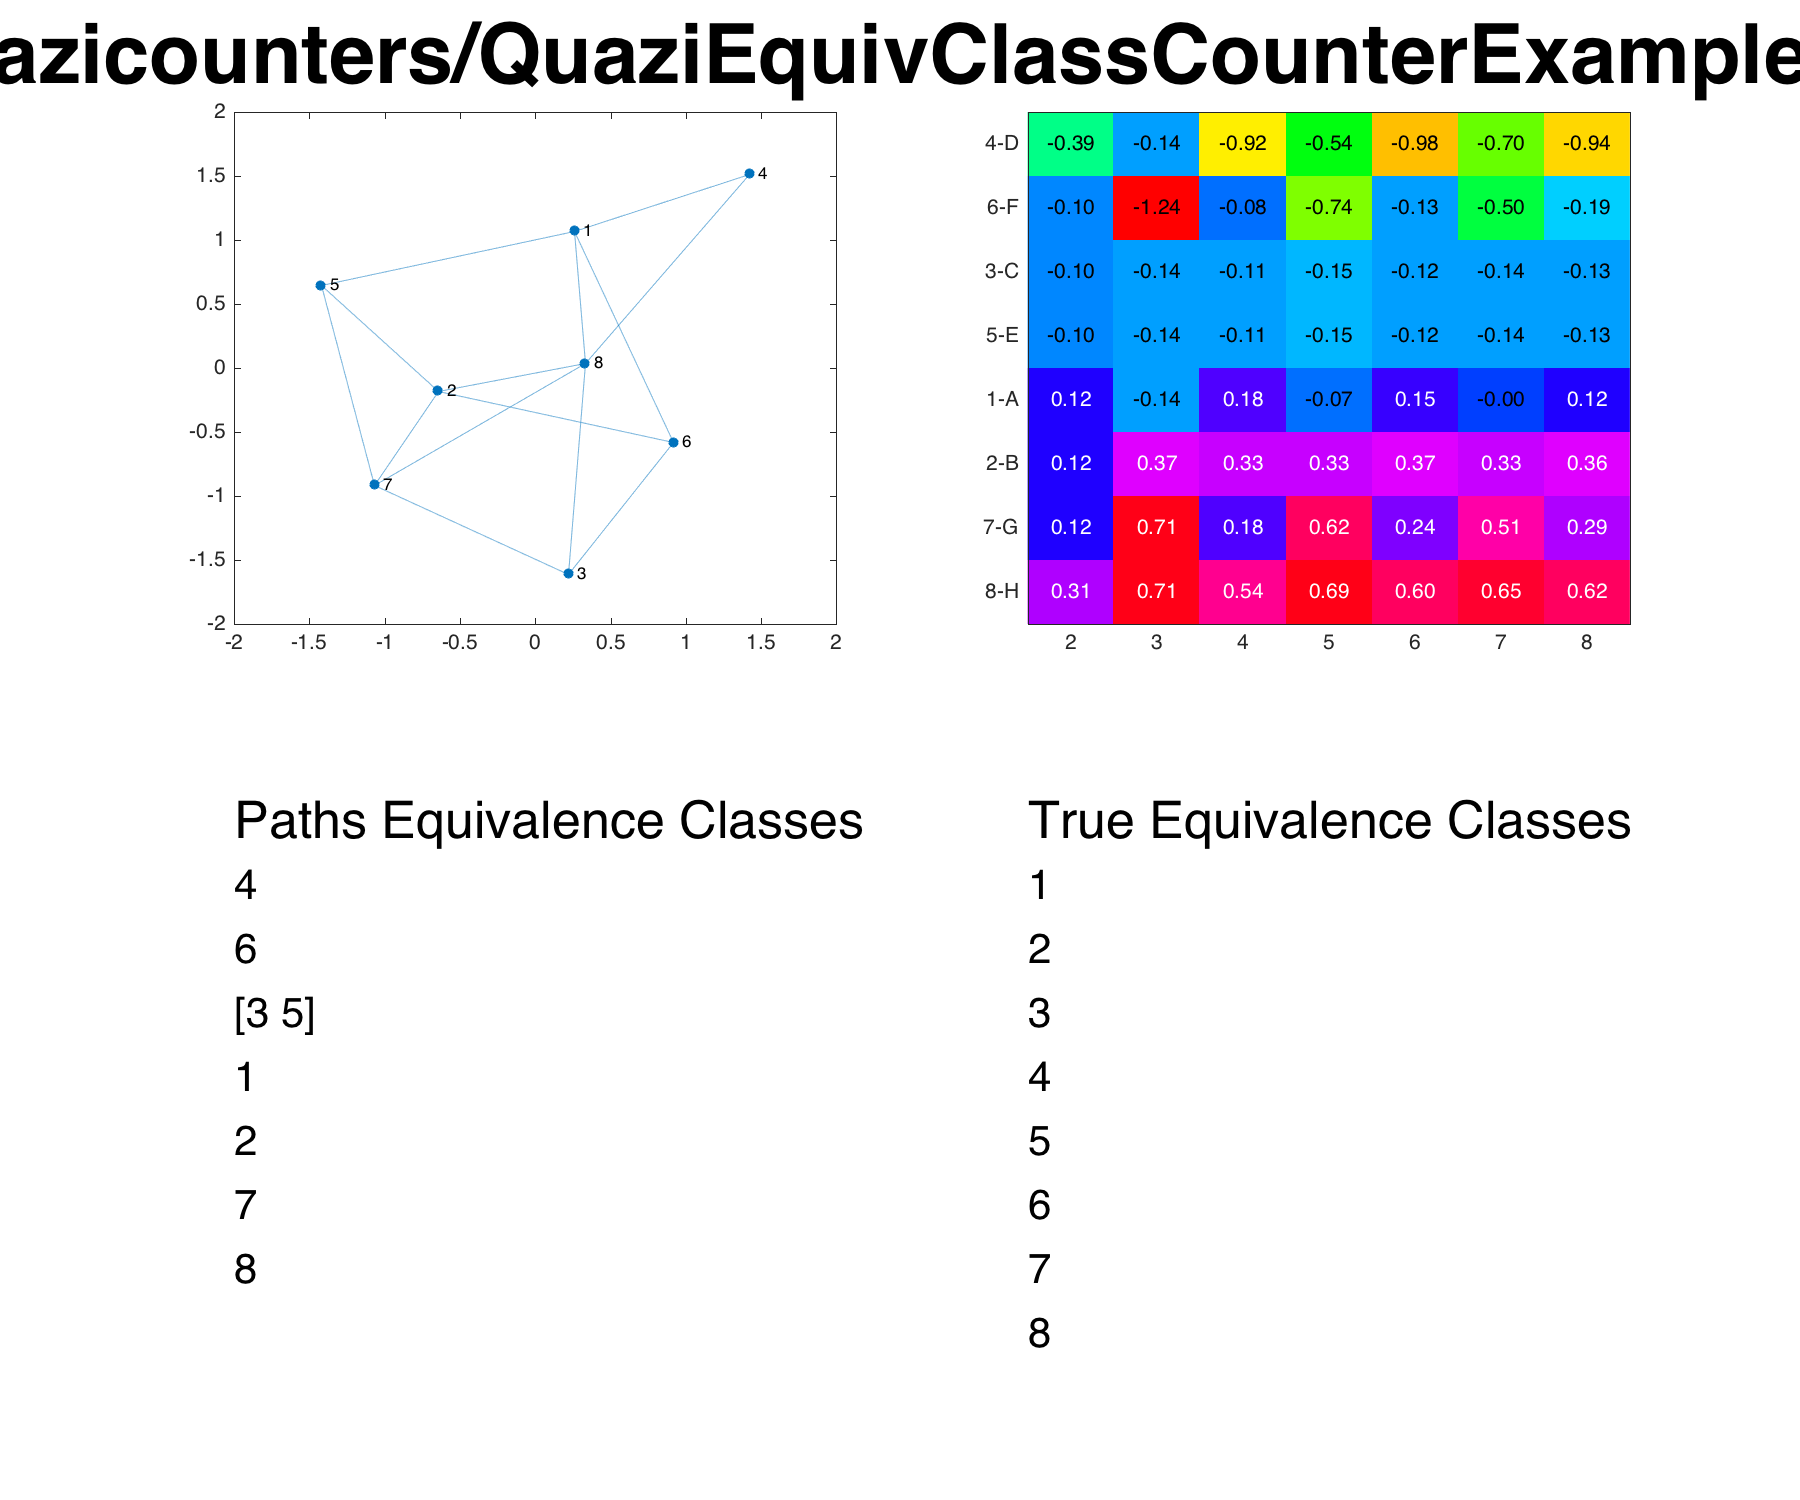 azicounters/QuaziEquivClassCounterExample
2
1.5
1
0.5
0
-0.5
-1
-1.5
-2
-2 -1.5 -1 -0.5 0 0.5 1 1.5 2
4
1
5
8
2
6
7
3
4-D -0.39 -0.14 -0.92 -0.54 -0.98 -0.70 -0.94
6-F -0.10 -1.24 -0.08 -0.74 -0.13 -0.50 -0.19
3-C -0.10 -0.14 -0.11 -0.15 -0.12 -0.14 -0.13
5-E -0.10 -0.14 -0.11 -0.15 -0.12 -0.14 -0.13
1-A 0.12 -0.14 0.18 -0.07 0.15 -0.00 0.12
2-B 0.12 0.37 0.33 0.33 0.37 0.33 0.36
7-G 0.12 0.71 0.18 0.62 0.24 0.51 0.29
8-H 0.31 0.71 0.54 0.69 0.60 0.65 0.62
2 3 4 5 6 7 8
Paths Equivalence Classes
4
6
[3 5]
1
2
7
8
True Equivalence Classes
1
2
3
4
5
6
7
8